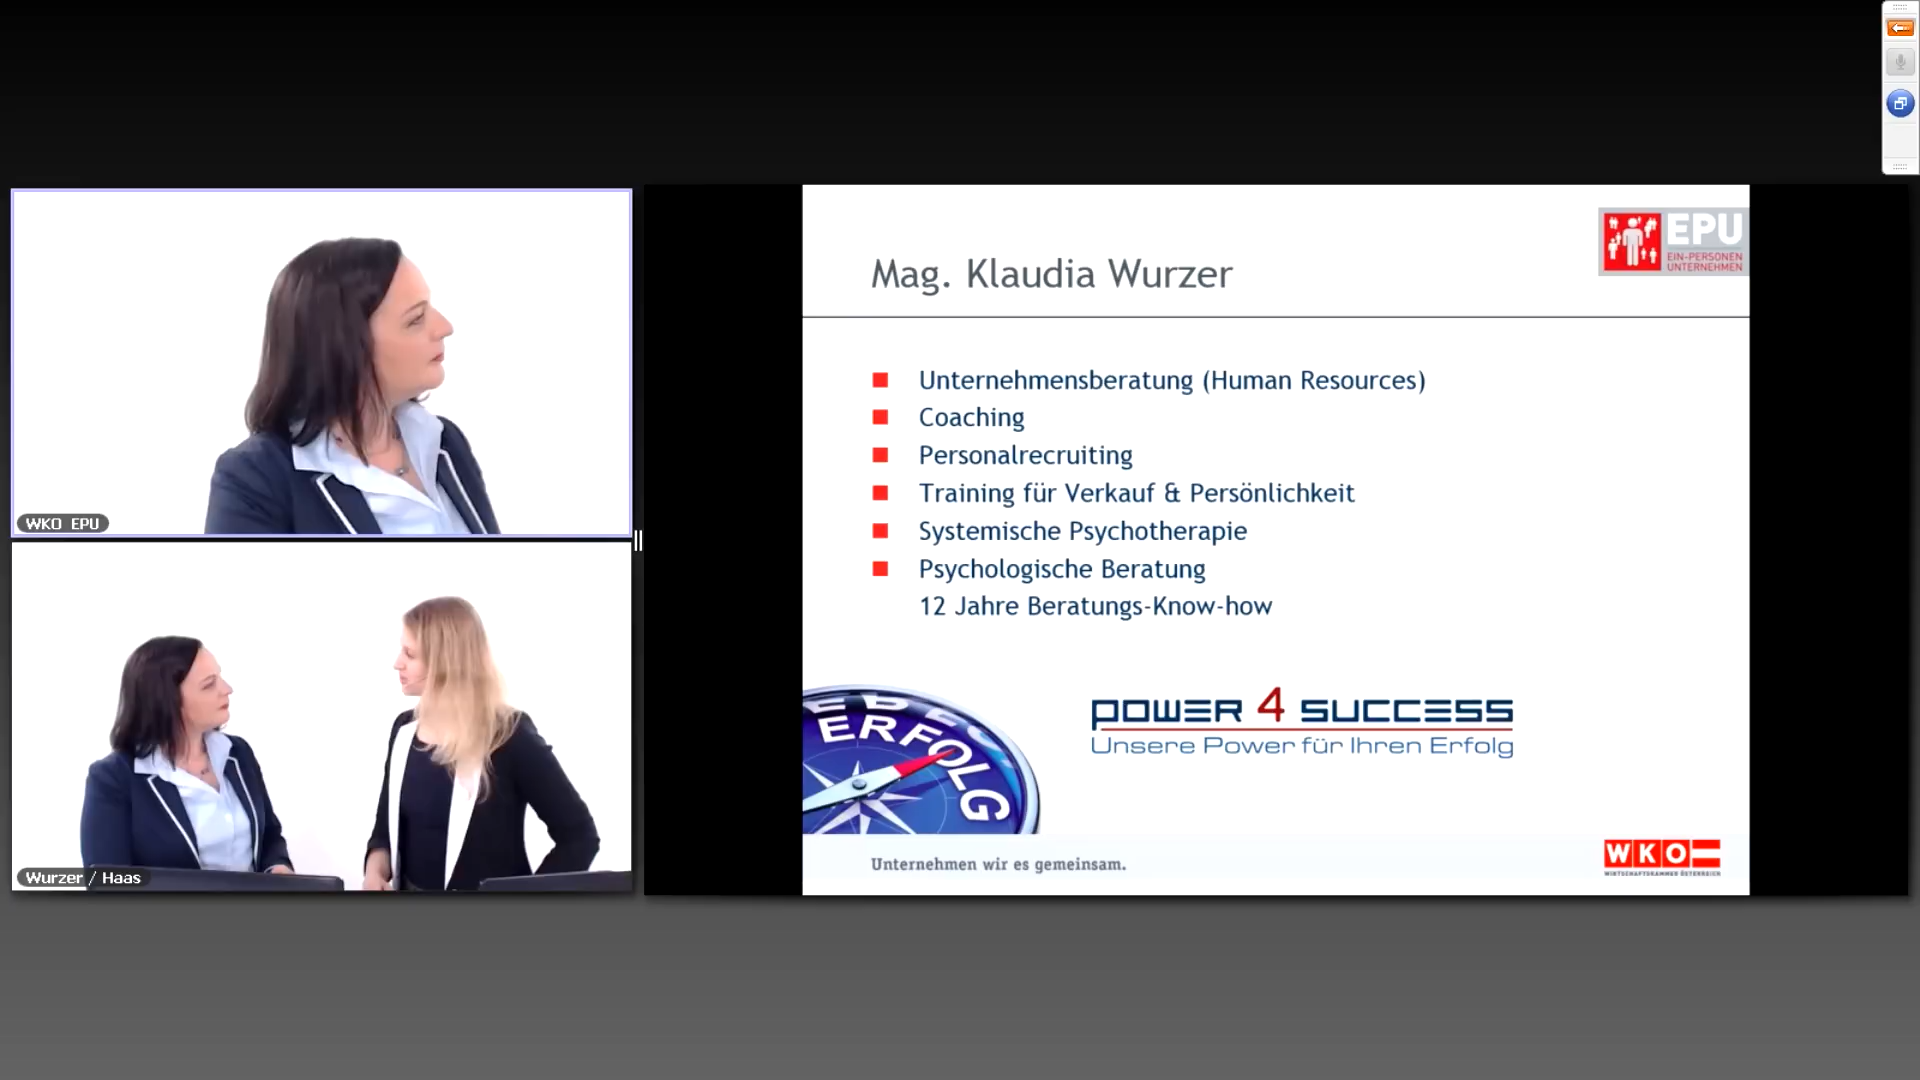 WKO EPU
Wurzer / Haas
EPU
EIN-PERSONEN
UNTERNEHMEN
Mag. Klaudia Wurzer
Unternehmensberatung (Human Resources)
Coaching
Personalrecruiting
Training für Verkauf & Persönlichkeit
Systemische Psychotherapie
Psychologische Beratung
12 Jahre Beratungs-Know-how
ERFOLG
POWER 4 SUCCESS
Unsere Power für Ihren Erfolg
Unternehmen wir es gemeinsam.
WKO
WIRTSCHAFTSKAMMER ÖSTERREICH